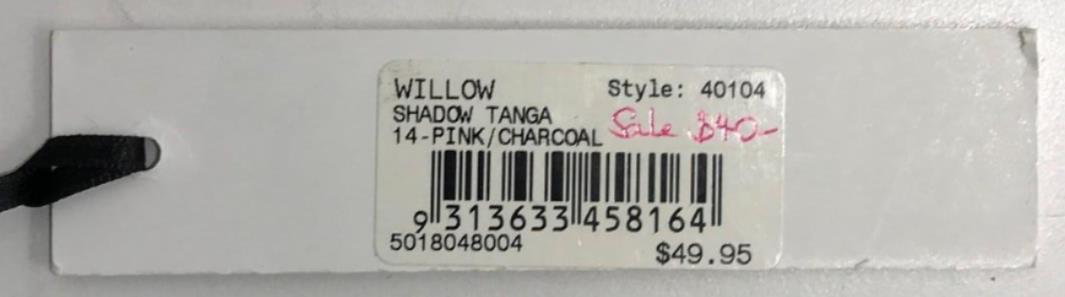 WILLOW Style: 40104
SHADOW TANGA
14-PINK/CHARCOAL Sale $40-
9 313633 458164
5018048004 $49.95